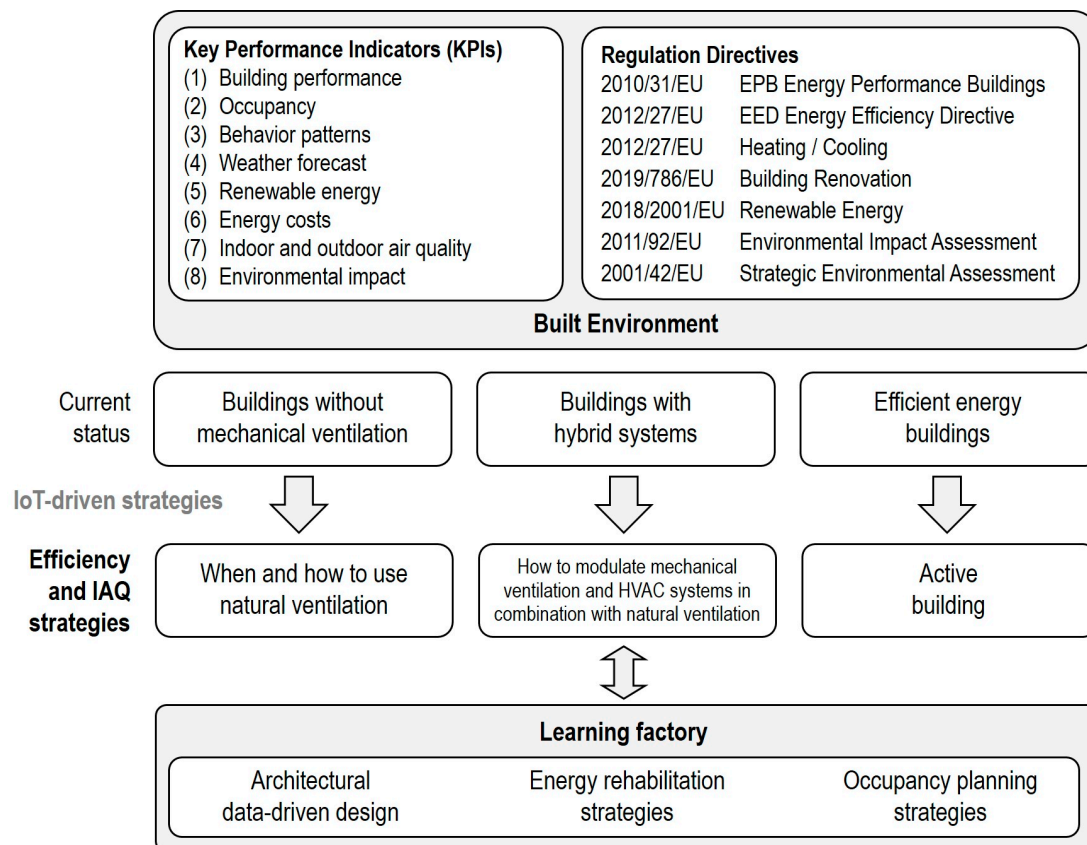 Key Performance Indicators (KPIs)
(1) Building performance
(2) Occupancy
(3) Behavior patterns
(4) Weather forecast
(5) Renewable energy
(6) Energy costs
(7) Indoor and outdoor air quality
(8) Environmental impact
Regulation Directives
2010/31/EU EPB Energy Performance Buildings
2012/27/EU EED Energy Efficiency Directive
2012/27/EU Heating / Cooling
2019/786/EU Building Renovation
2018/2001/EU Renewable Energy
2011/92/EU Environmental Impact Assessment
2001/42/EU Strategic Environmental Assessment
Built Environment
Current
status
Buildings without
mechanical ventilation
Buildings with
hybrid systems
Efficient energy
buildings
IoT-driven strategies
Efficiency
and IAQ
strategies
When and how to use
natural ventilation
How to modulate mechanical
ventilation and HVAC systems in
combination with natural ventilation
Active
building
Learning factory
Architectural
data-driven design
Energy rehabilitation
strategies
Occupancy planning
strategies